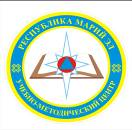 РЕСПУБЛИКА МАРИЙ ЭЛ
УЧЕБНО-МЕТОДИЧЕСКИЙ ЦЕНТР